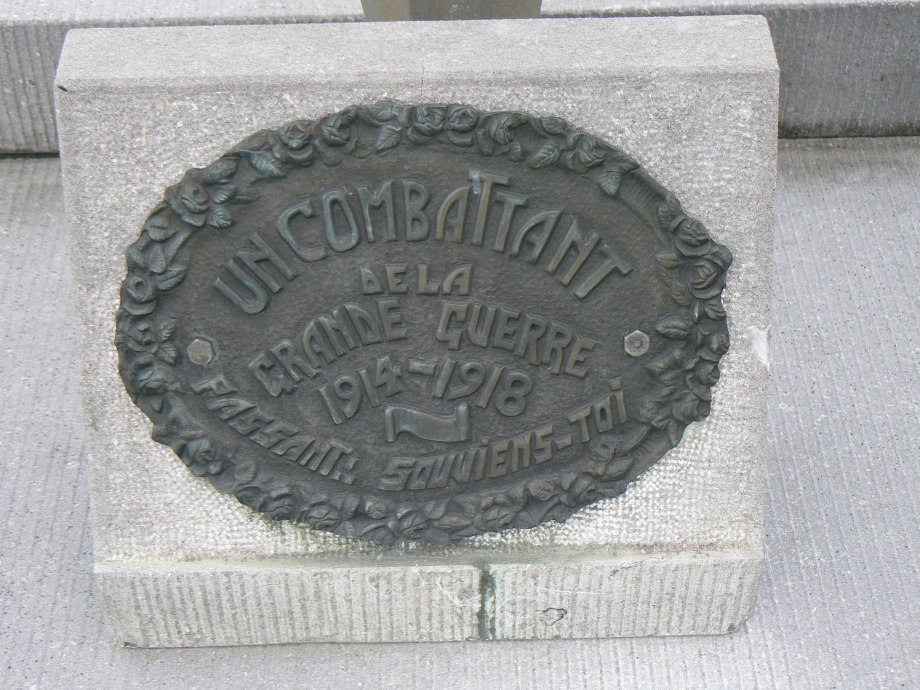 UN COMBATTANT
DE LA
GRANDE GUERRE
1914-1918
PASSANT: SOUVIENS-TOI